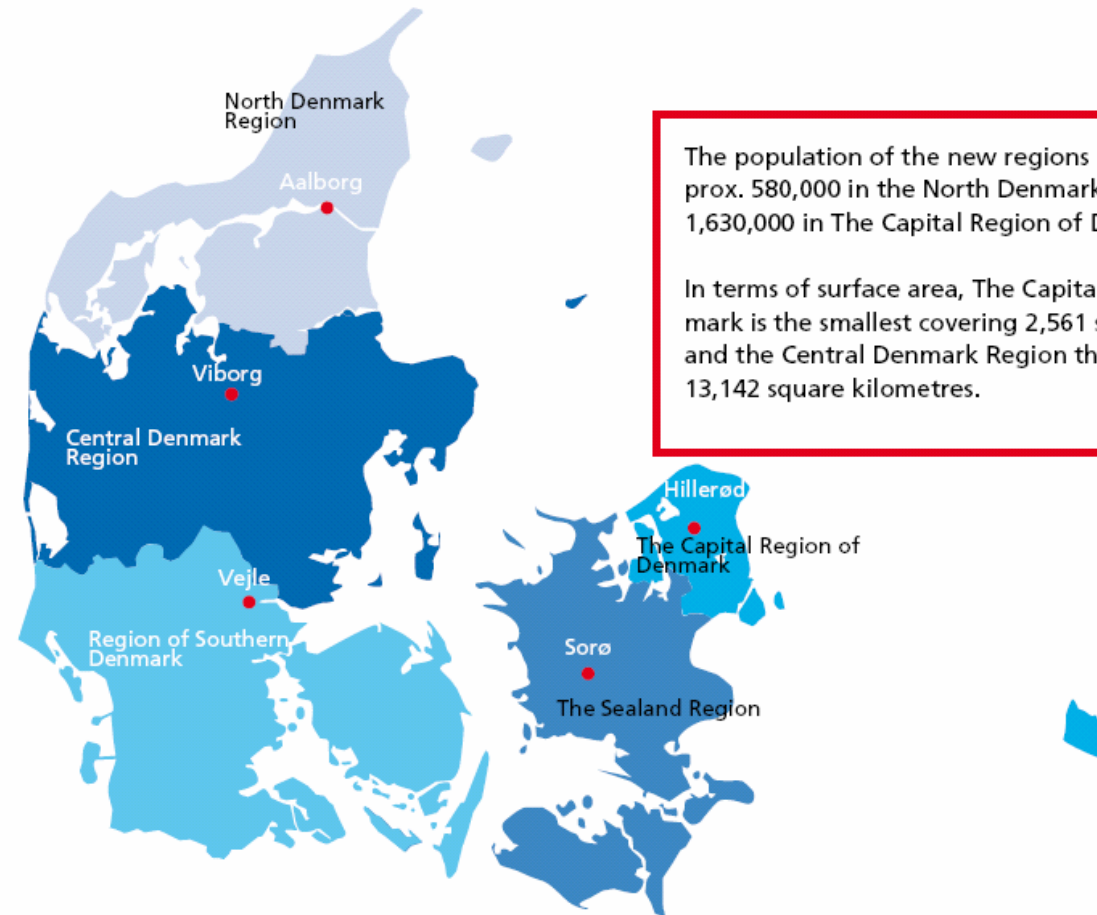 North Denmark
Region
Aalborg
The population of the new regions
prox. 580,000 in the North Denmark
1,630,000 in The Capital Region of
In terms of surface area, The Capita
mark is the smallest covering 2,561
and the Central Denmark Region th
13,142 square kilometres.
Viborg
Central Denmark
Region
Hillerød
The Capital Region of
Denmark
Vejle
Region of Southern
Denmark
Sorø
The Sealand Region